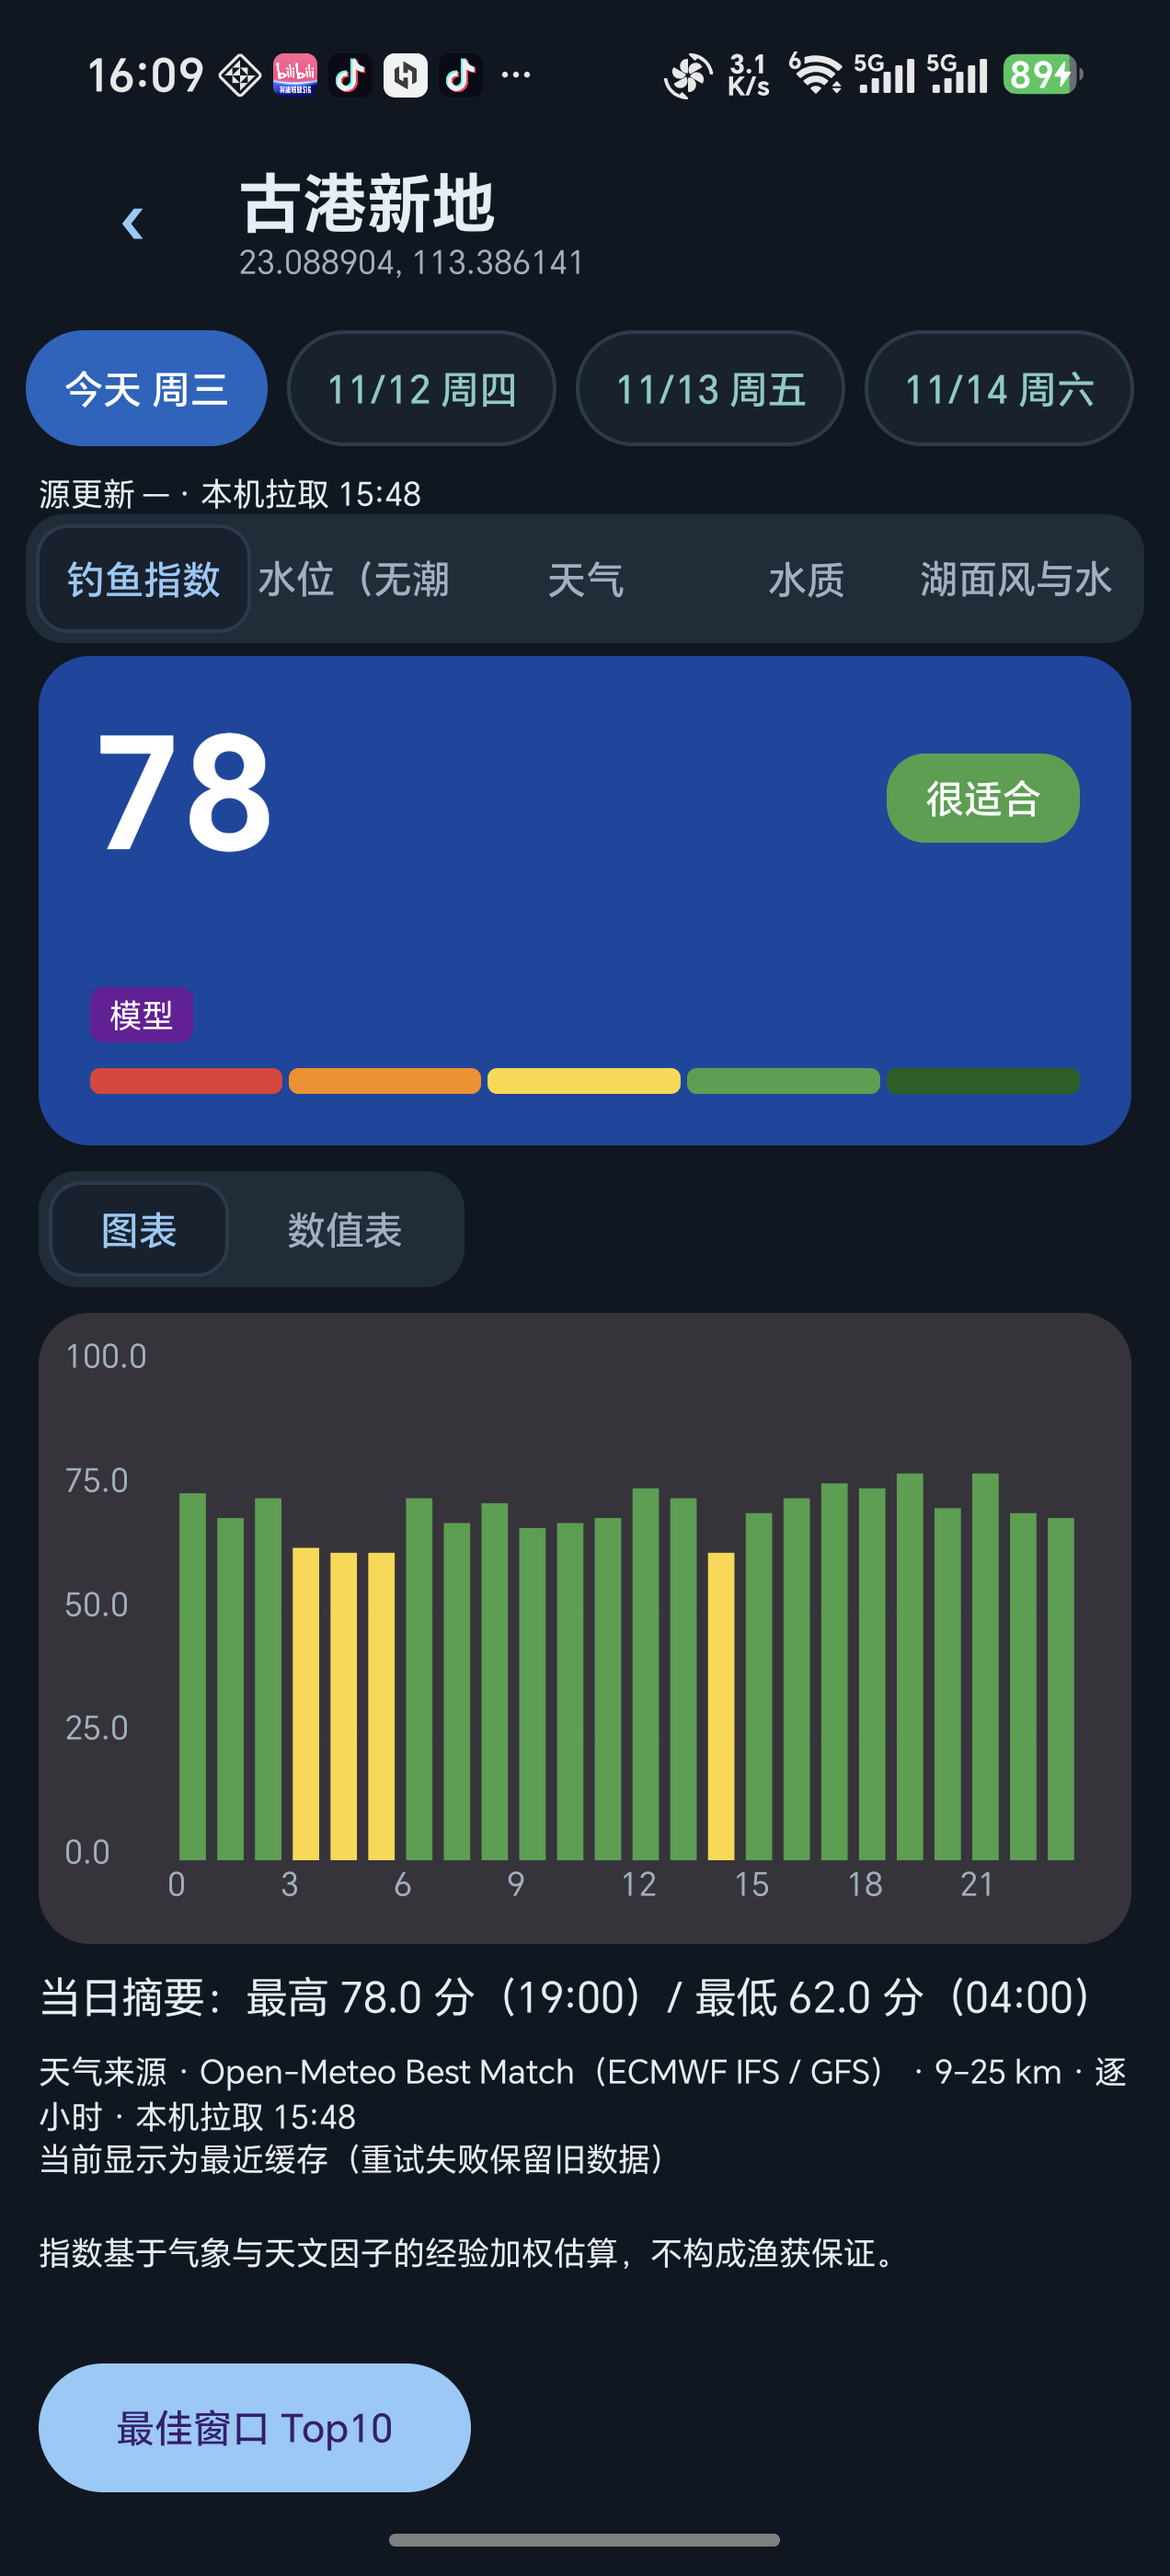 16:09
3.1 K/s
6
5G
5G
89
古港新地
23.088904, 113.386141
今天 周三
11/12 周四
11/13 周五
11/14 周六
源更新 — · 本机拉取 15:48
钓鱼指数
水位（无潮
天气
水质
湖面风与水
78
很适合
模型
图表
数值表
100.0
75.0
50.0
25.0
0.0
0 3 6 9 12 15 18 21
当日摘要：最高 78.0 分（19:00）/ 最低 62.0 分（04:00）
天气来源 · Open-Meteo Best Match（ECMWF IFS / GFS） · 9-25 km · 逐
小时 · 本机拉取 15:48
当前显示为最近缓存（重试失败保留旧数据）
指数基于气象与天文因子的经验加权估算，不构成渔获保证。
最佳窗口 Top10